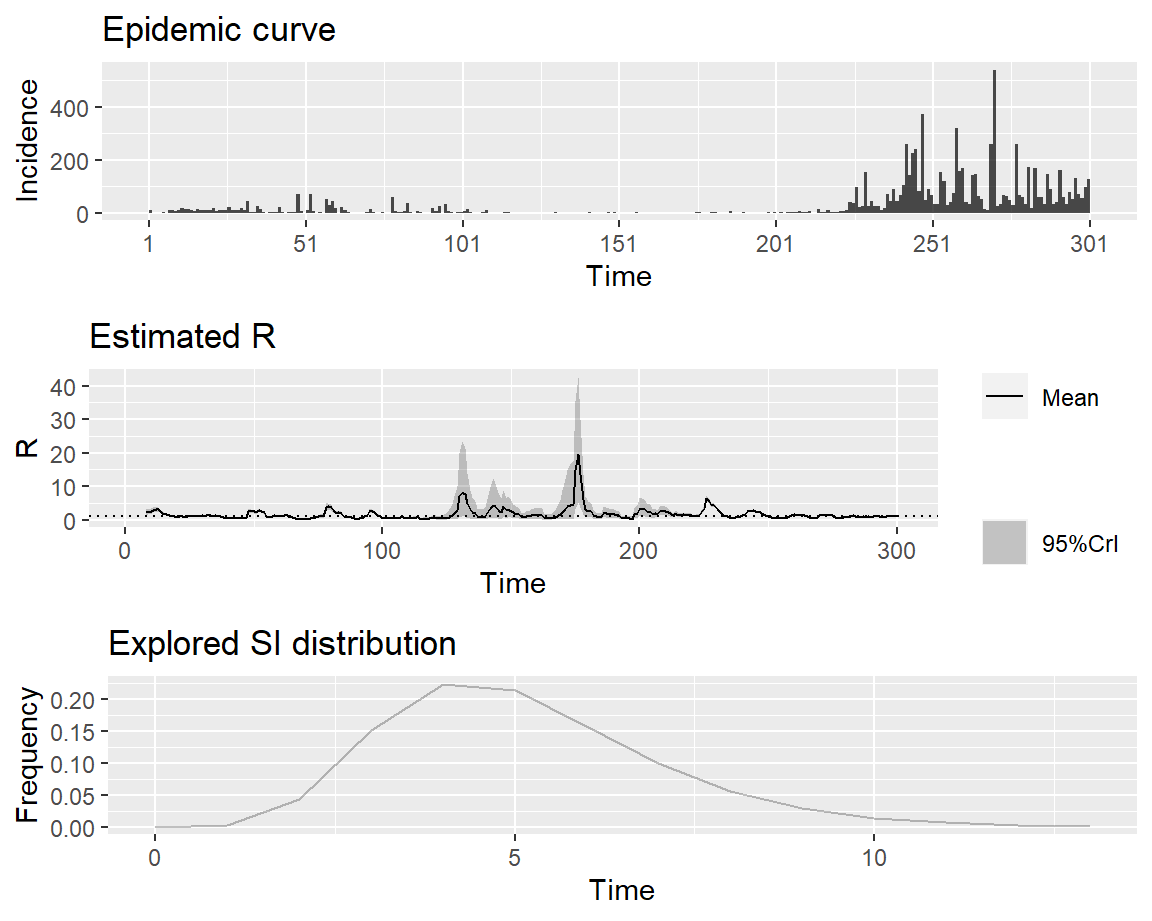 Epidemic curve
Incidence
400
200
0
1 51 101 151 201 251 301
Time
Estimated R
R
40
30
20
10
0
0 100 200 300
Time
Mean
95%CrI
Explored SI distribution
Frequency
0.20
0.15
0.10
0.05
0.00
0 5 10
Time